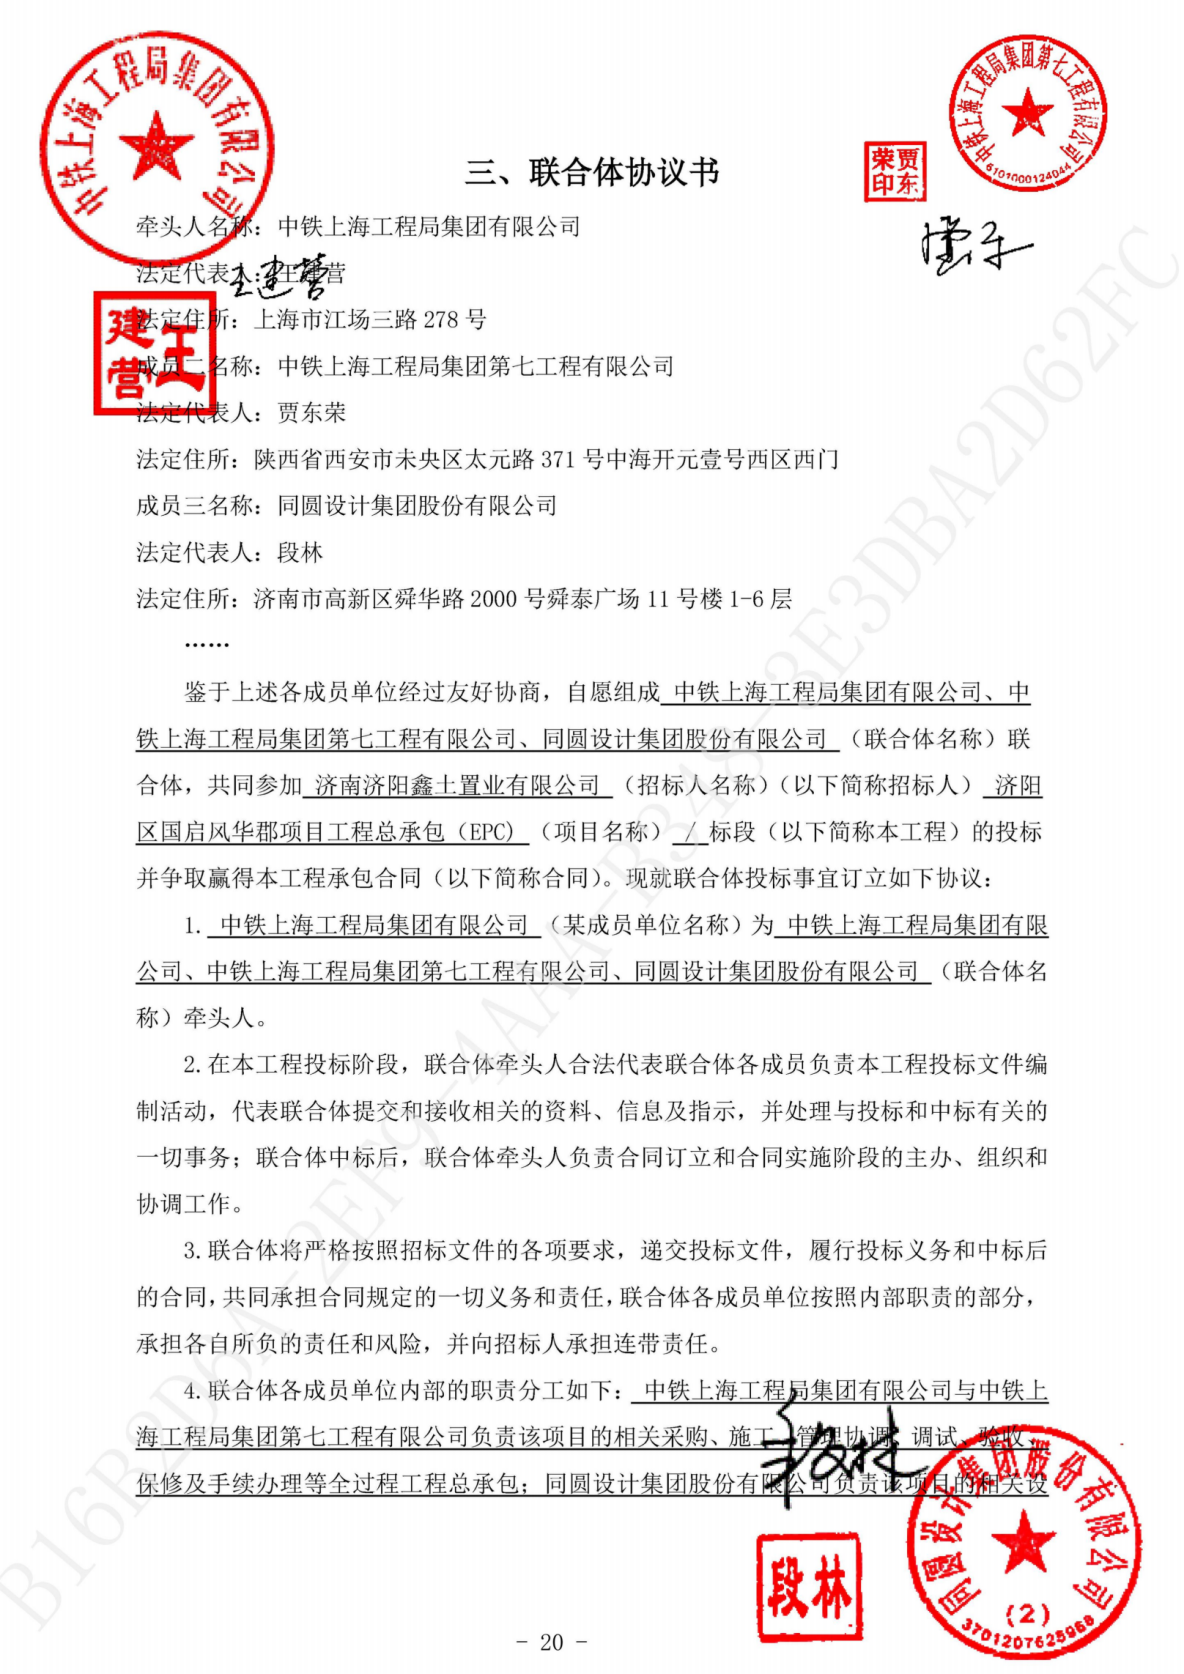 中铁上海工程局集团有限公司
中铁上海工程局集团第七工程有限公司
6101000124044
贾东荣印
三、联合体协议书
牵头人名称：中铁上海工程局集团有限公司
法定代表人：王建营
王建营
法定住所：上海市江场三路 278 号
王建营
成员二名称：中铁上海工程局集团第七工程有限公司
法定代表人：贾东荣
法定住所：陕西省西安市未央区太元路 371 号中海开元壹号西区西门
成员三名称：同圆设计集团股份有限公司
法定代表人：段林
法定住所：济南市高新区舜华路 2000 号舜泰广场 11 号楼 1-6 层
……
鉴于上述各成员单位经过友好协商，自愿组成 中铁上海工程局集团有限公司、中
铁上海工程局集团第七工程有限公司、同圆设计集团股份有限公司 （联合体名称）联
合体，共同参加 济南济阳鑫土置业有限公司 （招标人名称）（以下简称招标人） 济阳
区国启风华郡项目工程总承包（EPC） （项目名称） / 标段（以下简称本工程）的投标
并争取赢得本工程承包合同（以下简称合同）。现就联合体投标事宜订立如下协议：
1. 中铁上海工程局集团有限公司 （某成员单位名称）为 中铁上海工程局集团有限
公司、中铁上海工程局集团第七工程有限公司、同圆设计集团股份有限公司 （联合体名
称）牵头人。
2.在本工程投标阶段，联合体牵头人合法代表联合体各成员负责本工程投标文件编
制活动，代表联合体提交和接收相关的资料、信息及指示，并处理与投标和中标有关的
一切事务；联合体中标后，联合体牵头人负责合同订立和合同实施阶段的主办、组织和
协调工作。
3.联合体将严格按照招标文件的各项要求，递交投标文件，履行投标义务和中标后
的合同，共同承担合同规定的一切义务和责任，联合体各成员单位按照内部职责的部分，
承担各自所负的责任和风险，并向招标人承担连带责任。
4.联合体各成员单位内部的职责分工如下： 中铁上海工程局集团有限公司与中铁上
海工程局集团第七工程有限公司负责该项目的相关采购、施工、管理协调、调试、验收、
保修及手续办理等全过程工程总承包；同圆设计集团股份有限公司负责该项目的相关设
段林
段林
同圆设计集团股份有限公司
（2）
3701207625968
- 20 -
B16B2D6A-2EF9-4AAA-B348-3E3DBA2D62FC